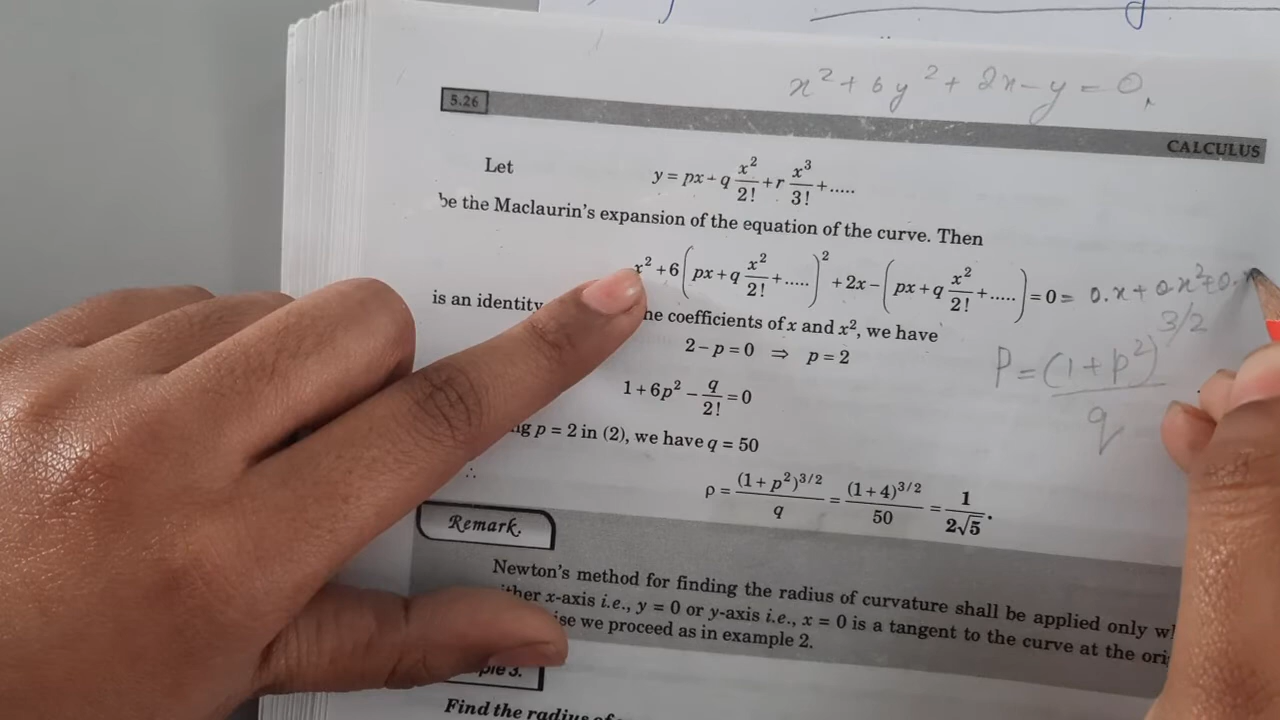 x² + 6y² + 2x - y = 0,
5.26
CALCULUS
Let y = px + q x²/2! + r x³/3! + .....
be the Maclaurin's expansion of the equation of the curve. Then
x² + 6(px + q x²/2! + .....)² + 2x - (px + q x²/2! + .....) = 0 = 0.x + 0.x² + 0.x
is an identity he coefficients of x and x², we have
2 - p = 0 ⇒ p = 2
1 + 6p² - q/2! = 0
p = 2 in (2), we have q = 50
∴ ρ = (1 + p²)^3/2 / q = (1 + 4)^3/2 / 50 = 1/2√5.
ρ = (1 + p²)^3/2 / q
Remark.
Newton's method for finding the radius of curvature shall be applied only
x-axis i.e., y = 0 or y-axis i.e., x = 0 is a tangent to the curve at the
we proceed as in example 2.
3.
Find the radius of